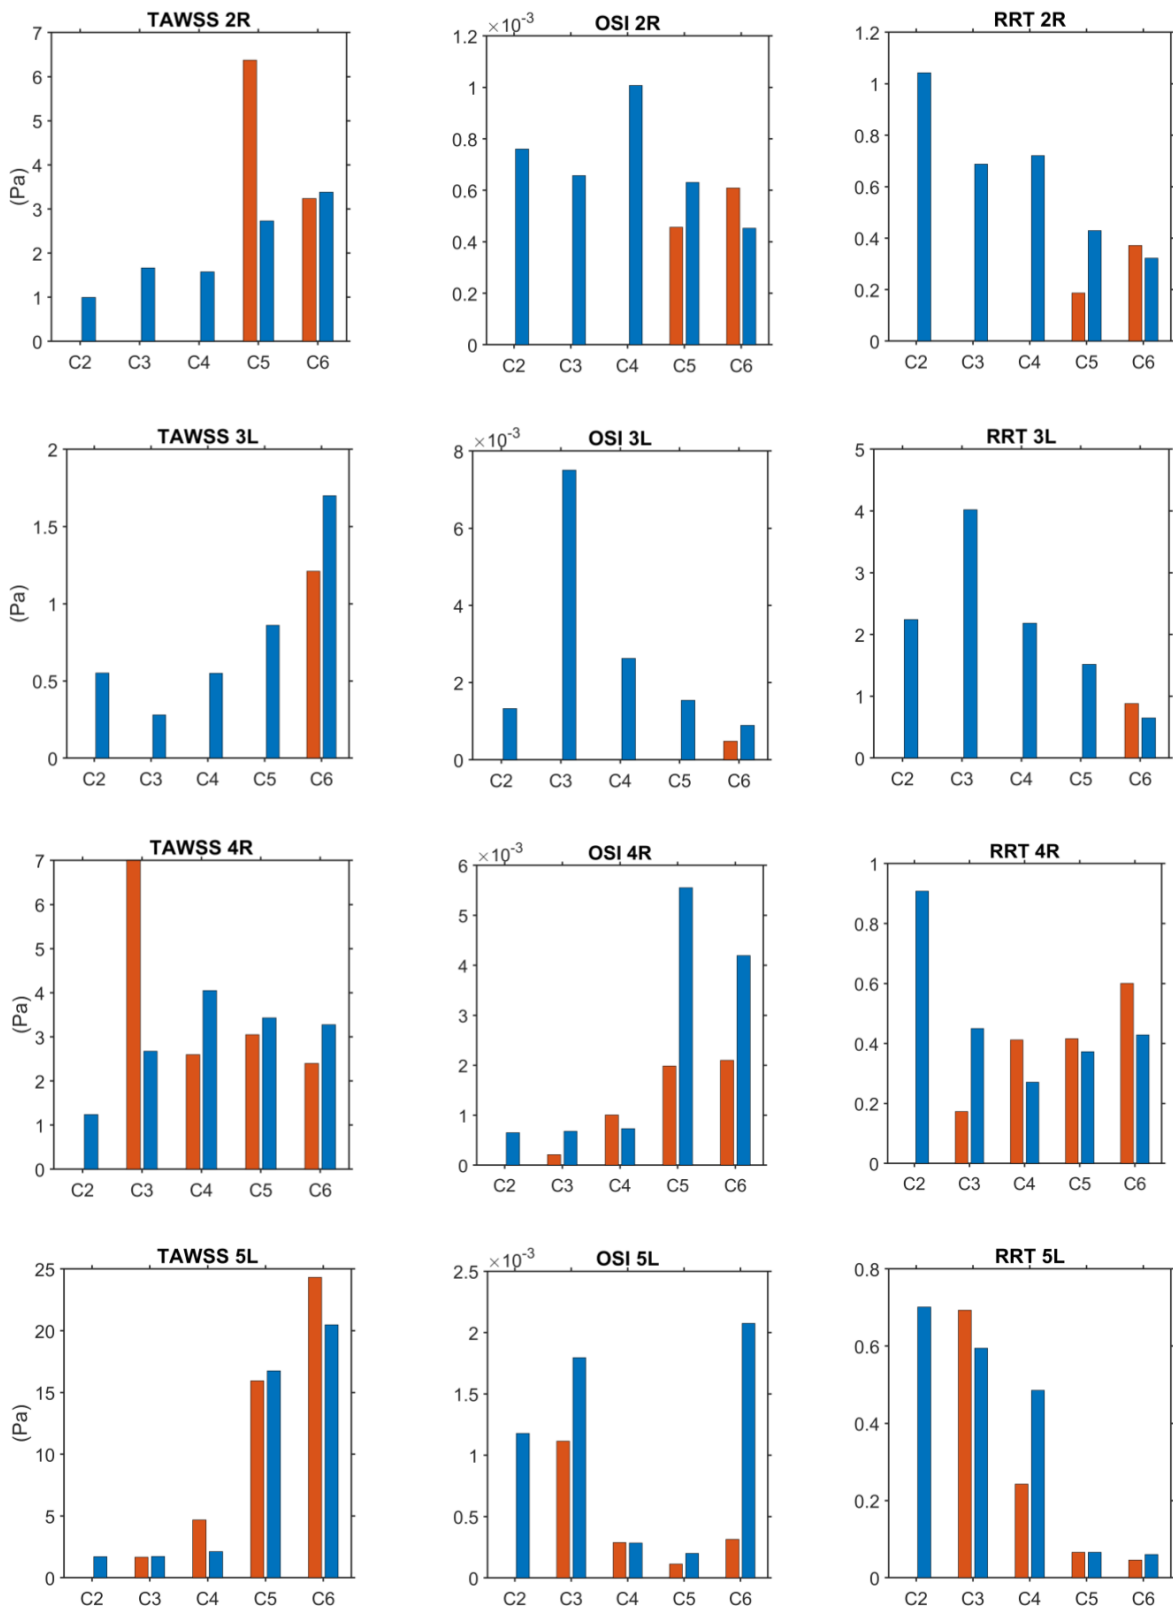 TAWSS 2R
7
6
5
4
3
2
1
0
(Pa)
C2 C3 C4 C5 C6
OSI 2R
×10-3
1.2
1
0.8
0.6
0.4
0.2
0
C2 C3 C4 C5 C6
RRT 2R
1.2
1
0.8
0.6
0.4
0.2
0
C2 C3 C4 C5 C6
TAWSS 3L
2
1.5
1
0.5
0
(Pa)
C2 C3 C4 C5 C6
OSI 3L
×10-3
8
6
4
2
0
C2 C3 C4 C5 C6
RRT 3L
5
4
3
2
1
0
C2 C3 C4 C5 C6
TAWSS 4R
7
6
5
4
3
2
1
0
(Pa)
C2 C3 C4 C5 C6
OSI 4R
×10-3
6
5
4
3
2
1
0
C2 C3 C4 C5 C6
RRT 4R
1
0.8
0.6
0.4
0.2
0
C2 C3 C4 C5 C6
TAWSS 5L
25
20
15
10
5
0
(Pa)
C2 C3 C4 C5 C6
OSI 5L
×10-3
2.5
2
1.5
1
0.5
0
C2 C3 C4 C5 C6
RRT 5L
0.8
0.6
0.4
0.2
0
C2 C3 C4 C5 C6